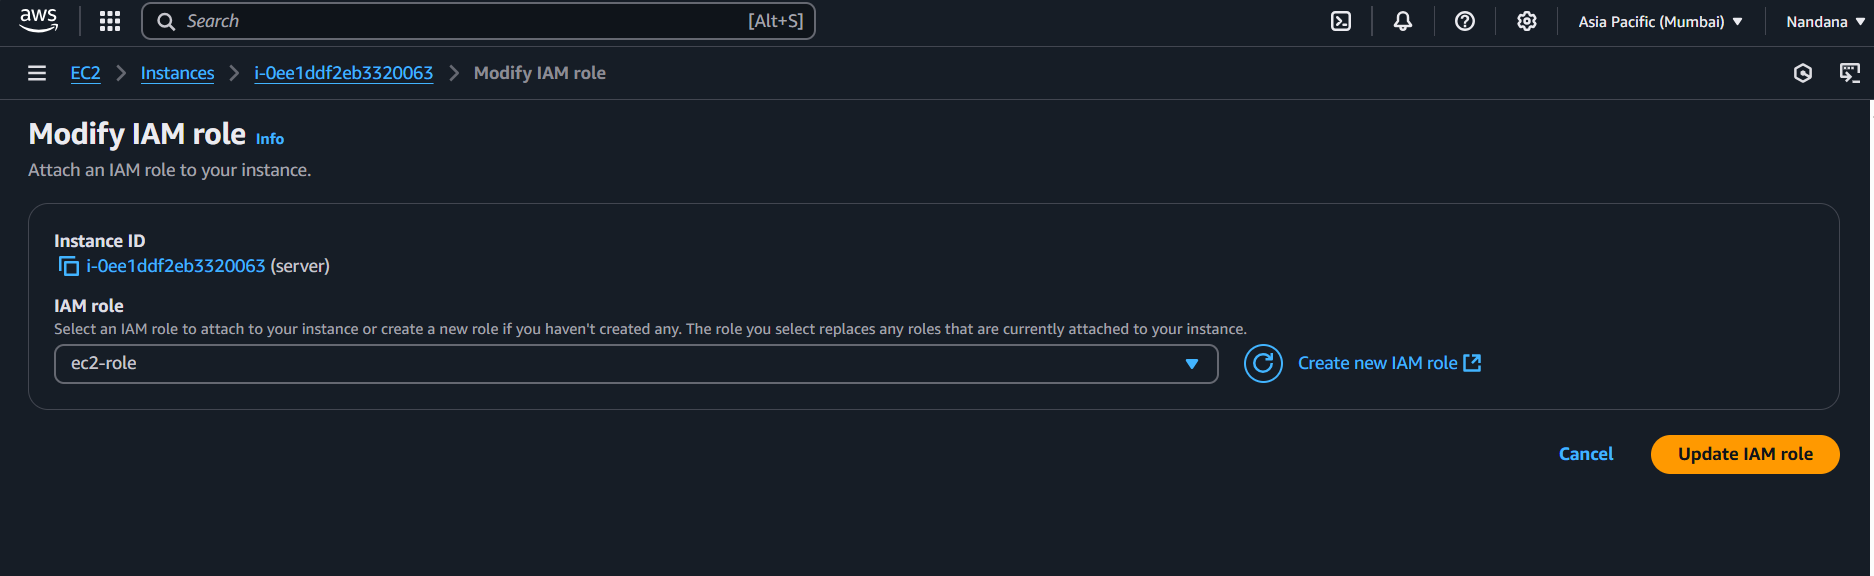 aws Search [Alt+S] Asia Pacific (Mumbai) Nandana
EC2 Instances i-0ee1ddf2eb3320063 Modify IAM role
Modify IAM role Info
Attach an IAM role to your instance.
Instance ID
i-0ee1ddf2eb3320063 (server)
IAM role
Select an IAM role to attach to your instance or create a new role if you haven't created any. The role you select replaces any roles that are currently attached to your instance.
ec2-role Create new IAM role
Cancel Update IAM role